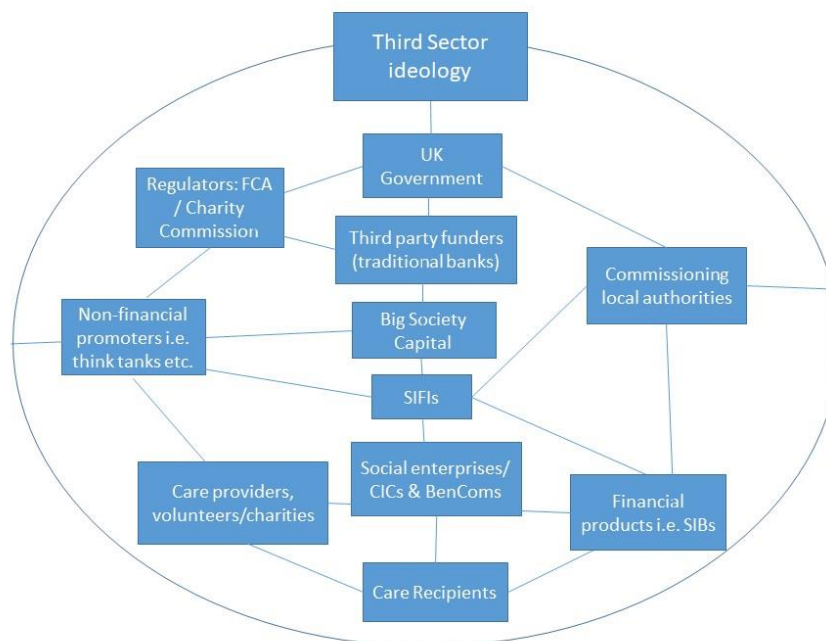 Third Sector
ideology
UK
Government
Regulators: FCA
/ Charity
Commission
Third party funders
(traditional banks)
Commissioning
local authorities
Non-financial
promoters i.e.
think tanks etc.
Big Society
Capital
SIFIs
Social enterprises/
CICs & BenComs
Care providers,
volunteers/charities
Financial
products i.e. SIBs
Care Recipients